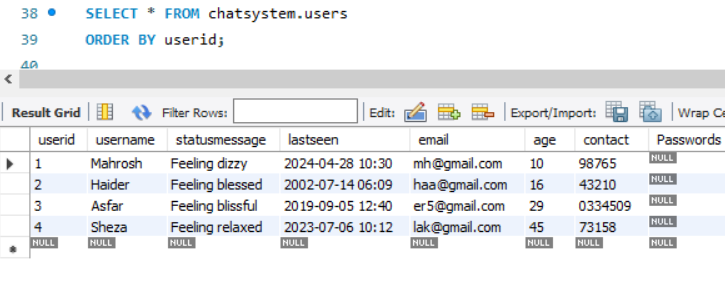 38 SELECT * FROM chatsystem.users
39 ORDER BY userid;
40
Result Grid Filter Rows: Edit: Export/Import: Wrap Ce
userid username statusmessage lastseen email age contact Passwords
1 Mahrosh Feeling dizzy 2024-04-28 10:30 mh@gmail.com 10 98765 NULL
2 Haider Feeling blessed 2002-07-14 06:09 haa@gmail.com 16 43210 NULL
3 Asfar Feeling blissful 2019-09-05 12:40 er5@gmail.com 29 0334509 NULL
4 Sheza Feeling relaxed 2023-07-06 10:12 lak@gmail.com 45 73158 NULL
NULL NULL NULL NULL NULL NULL NULL NULL